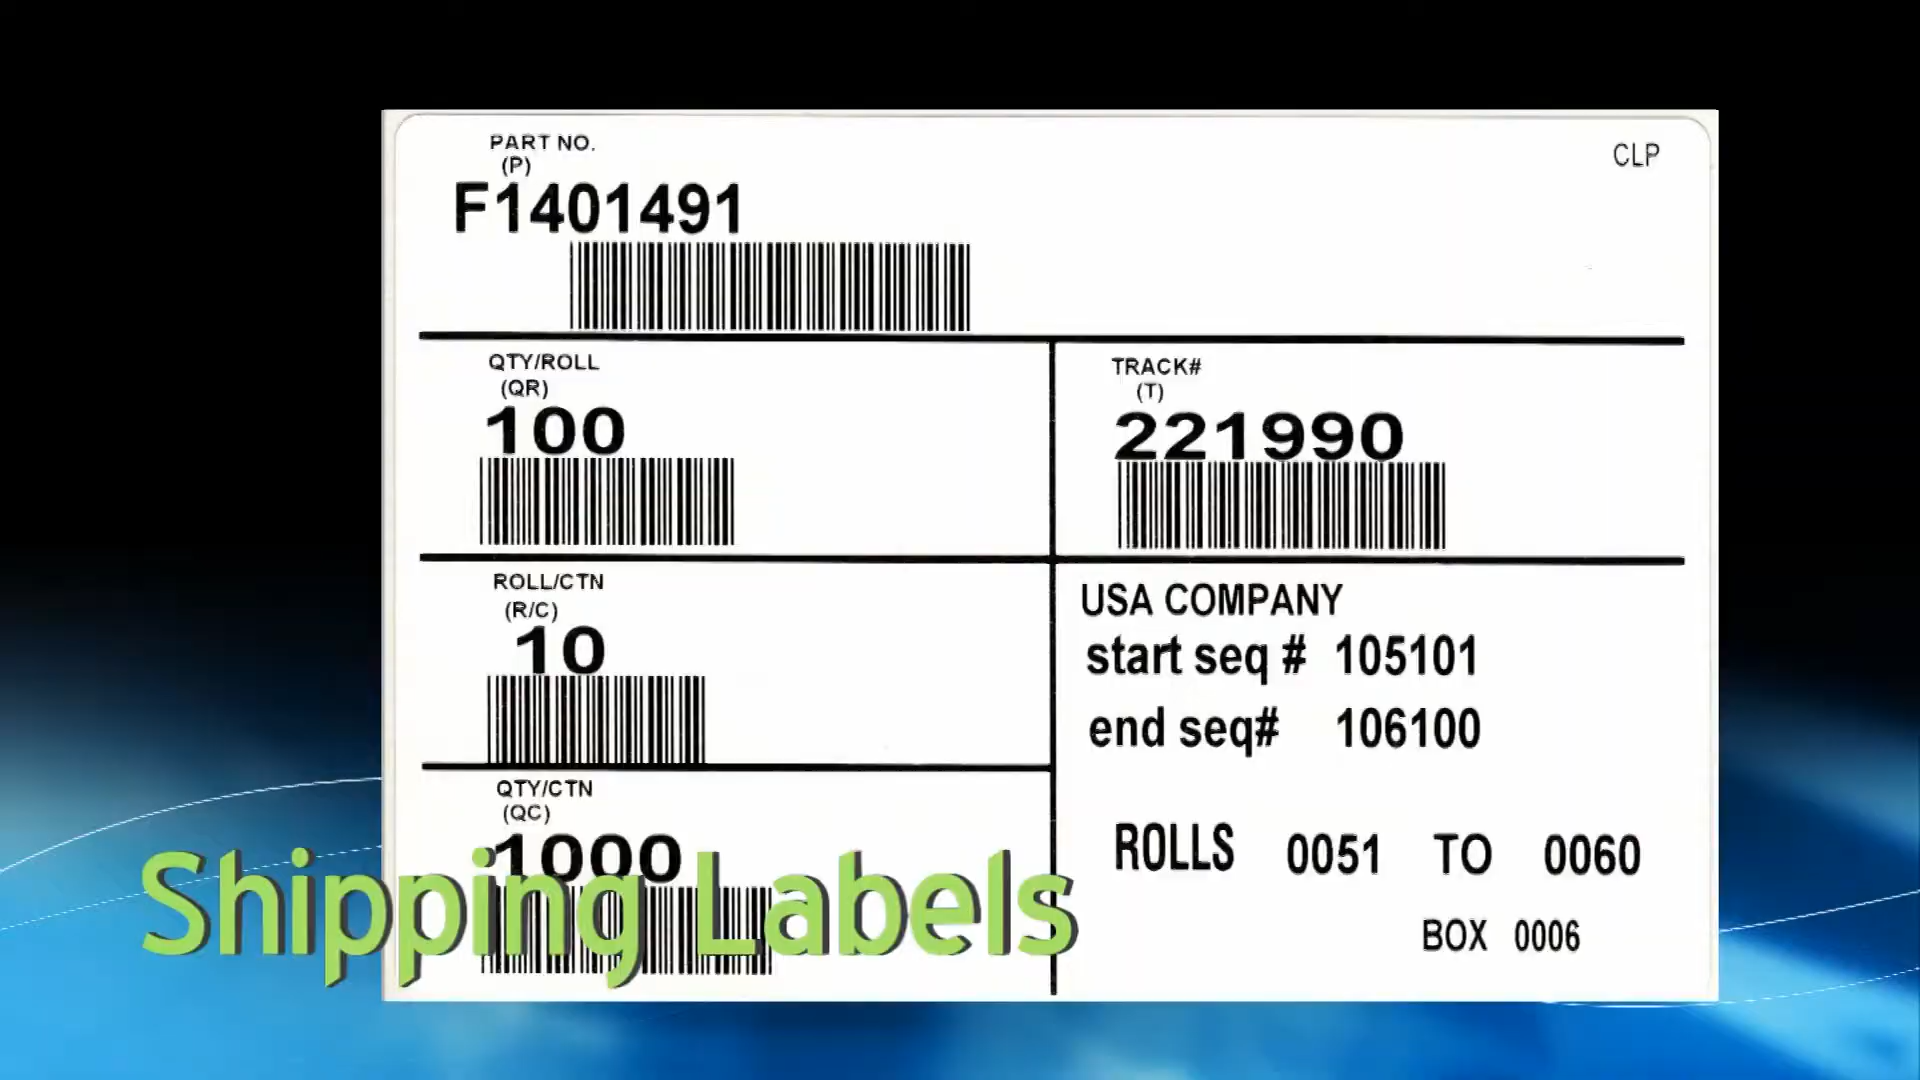 PART NO.
(P)
CLP
F1401491
QTY/ROLL
(QR)
100
TRACK#
(T)
221990
ROLL/CTN
(R/C)
10
USA COMPANY
start seq # 105101
end seq# 106100
QTY/CTN
(QC)
1000
ROLLS 0051 TO 0060
BOX 0006
Shipping Labels